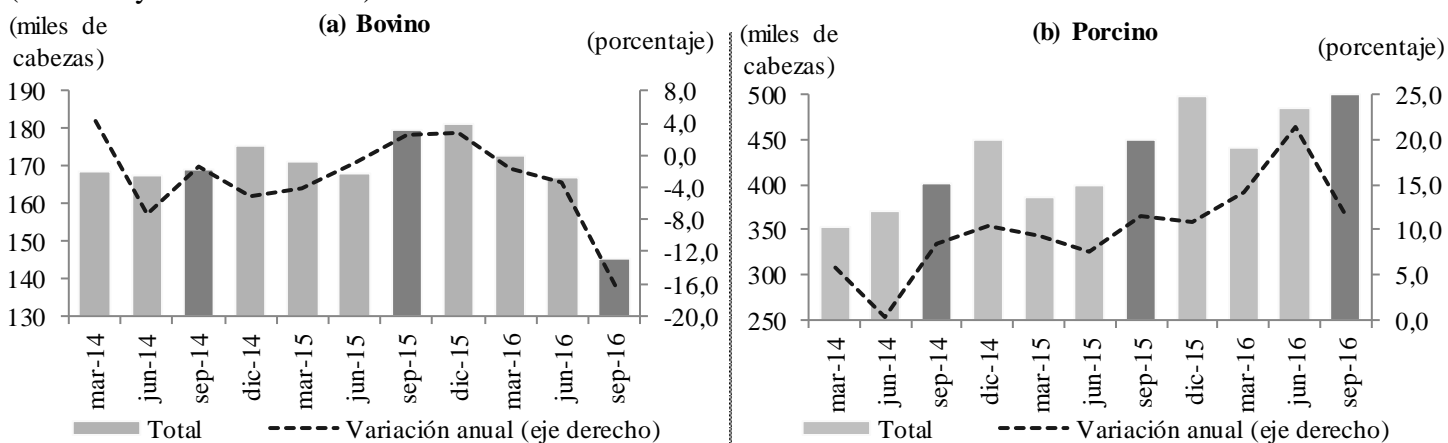 (a) Bovino
(miles de
cabezas)
(porcentaje)
190
180
170
160
150
140
130
8,0
4,0
0,0
-4,0
-8,0
-12,0
-16,0
-20,0
mar-14
jun-14
sep-14
dic-14
mar-15
jun-15
sep-15
dic-15
mar-16
jun-16
sep-16
Total
Variación anual (eje derecho)
(b) Porcino
(miles de
cabezas)
(porcentaje)
500
450
400
350
300
250
25,0
20,0
15,0
10,0
5,0
0,0
mar-14
jun-14
sep-14
dic-14
mar-15
jun-15
sep-15
dic-15
mar-16
jun-16
sep-16
Total
Variación anual (eje derecho)